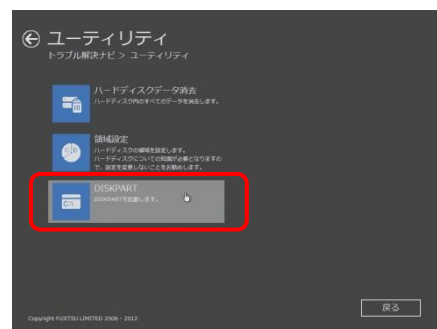 ユーティリティ
トラブル解決ナビ > ユーティリティ
ハードディスクデータ消去
ハードディスク内のすべてのデータを消去します。
領域設定
ハードディスクの領域を設定します。
ハードディスクについての知識が必要となりますの
で、設定を変更しないことをお勧めします。
DISKPART
DISKPARTを起動します。
C:\
戻る
Copyright FUJITSU LIMITED 2006 - 2012